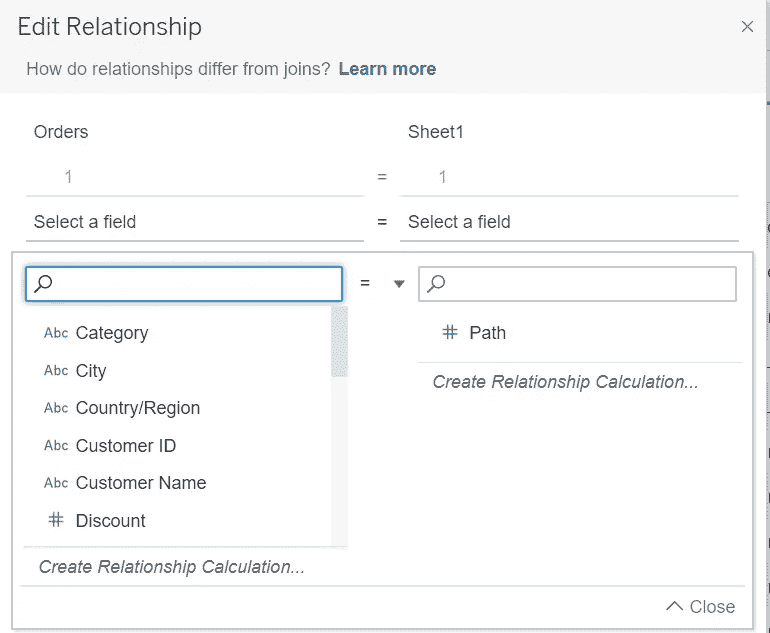 Edit Relationship
How do relationships differ from joins? Learn more
Orders Sheet1
1 = 1
Select a field = Select a field
=
Abc Category # Path
Abc City Create Relationship Calculation...
Abc Country/Region
Abc Customer ID
Abc Customer Name
# Discount
Create Relationship Calculation...
Close